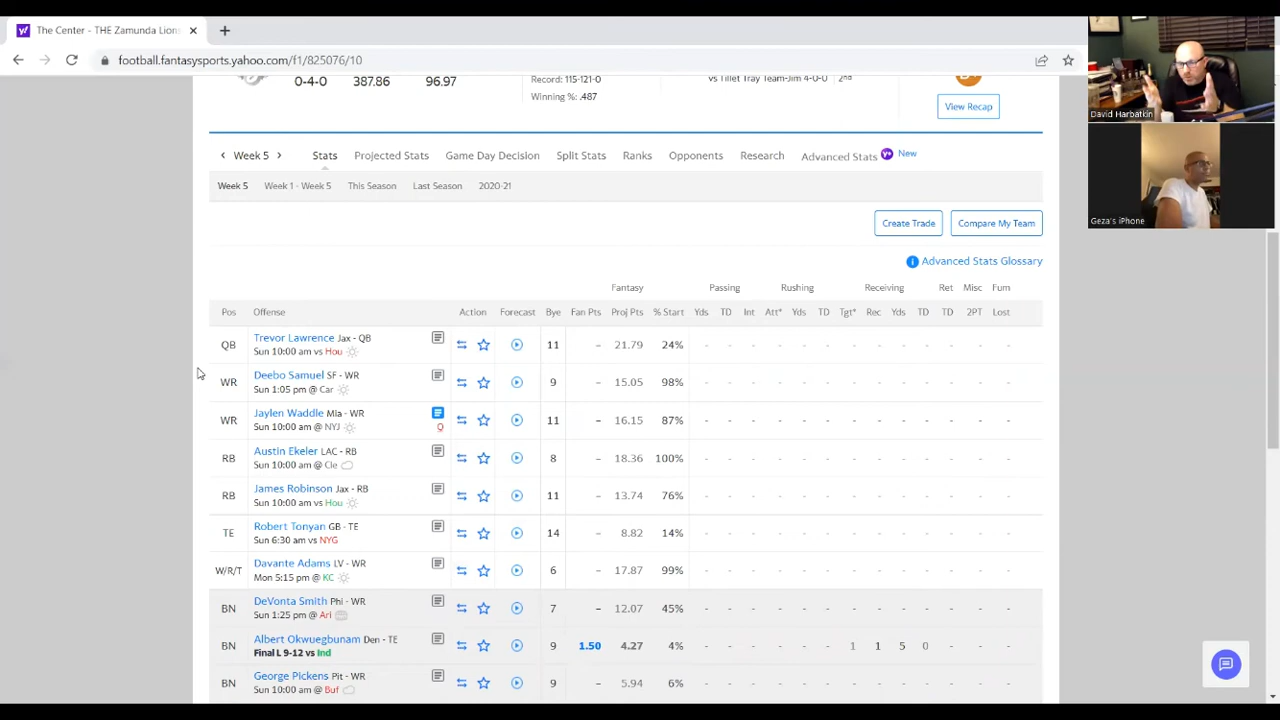 The Center - THE Zamunda Lions
football.fantasysports.yahoo.com/f1/825076/10
0-4-0 387.86 96.97
Record: 115-121-0
Winning %: .487
vs Tillet Tray Team-Jim 4-0-0 2nd
View Recap
Week 5 Stats Projected Stats Game Day Decision Split Stats Ranks Opponents Research Advanced Stats New
Week 5 Week 1 - Week 5 This Season Last Season 2020-21
Create Trade Compare My Team
Advanced Stats Glossary
Fantasy Passing Rushing Receiving Ret Misc Fum
Pos Offense Action Forecast Bye Fan Pts Proj Pts % Start Yds TD Int Att* Yds TD Tgt* Rec Yds TD TD 2PT Lost
QB Trevor Lawrence Jax - QB 11 – 21.79 24% - - - - - - - - - - - - -
Sun 10:00 am vs Hou
WR Deebo Samuel SF - WR 9 – 15.05 98% - - - - - - - - - - - - -
Sun 1:05 pm @ Car
WR Jaylen Waddle Mia - WR 11 – 16.15 87% - - - - - - - - - - - - -
Sun 10:00 am @ NYJ Q
RB Austin Ekeler LAC - RB 8 – 18.36 100% - - - - - - - - - - - - -
Sun 10:00 am @ Cle
RB James Robinson Jax - RB 11 – 13.74 76% - - - - - - - - - - - - -
Sun 10:00 am vs Hou
TE Robert Tonyan GB - TE 14 – 8.82 14% - - - - - - - - - - - - -
Sun 6:30 am vs NYG
W/R/T Davante Adams LV - WR 6 – 17.87 99% - - - - - - - - - - - - -
Mon 5:15 pm @ KC
BN DeVonta Smith Phi - WR 7 – 12.07 45% - - - - - - - - - - - - -
Sun 1:25 pm @ Ari
BN Albert Okwuegbunam Den - TE 9 1.50 4.27 4% - - - - - - 1 1 5 0 - - -
Final L 9-12 vs Ind
BN George Pickens Pit - WR 9 – 5.94 6% - - - - - - - - - - - - -
Sun 10:00 am @ Buf
David Harbatkin
Geza's iPhone